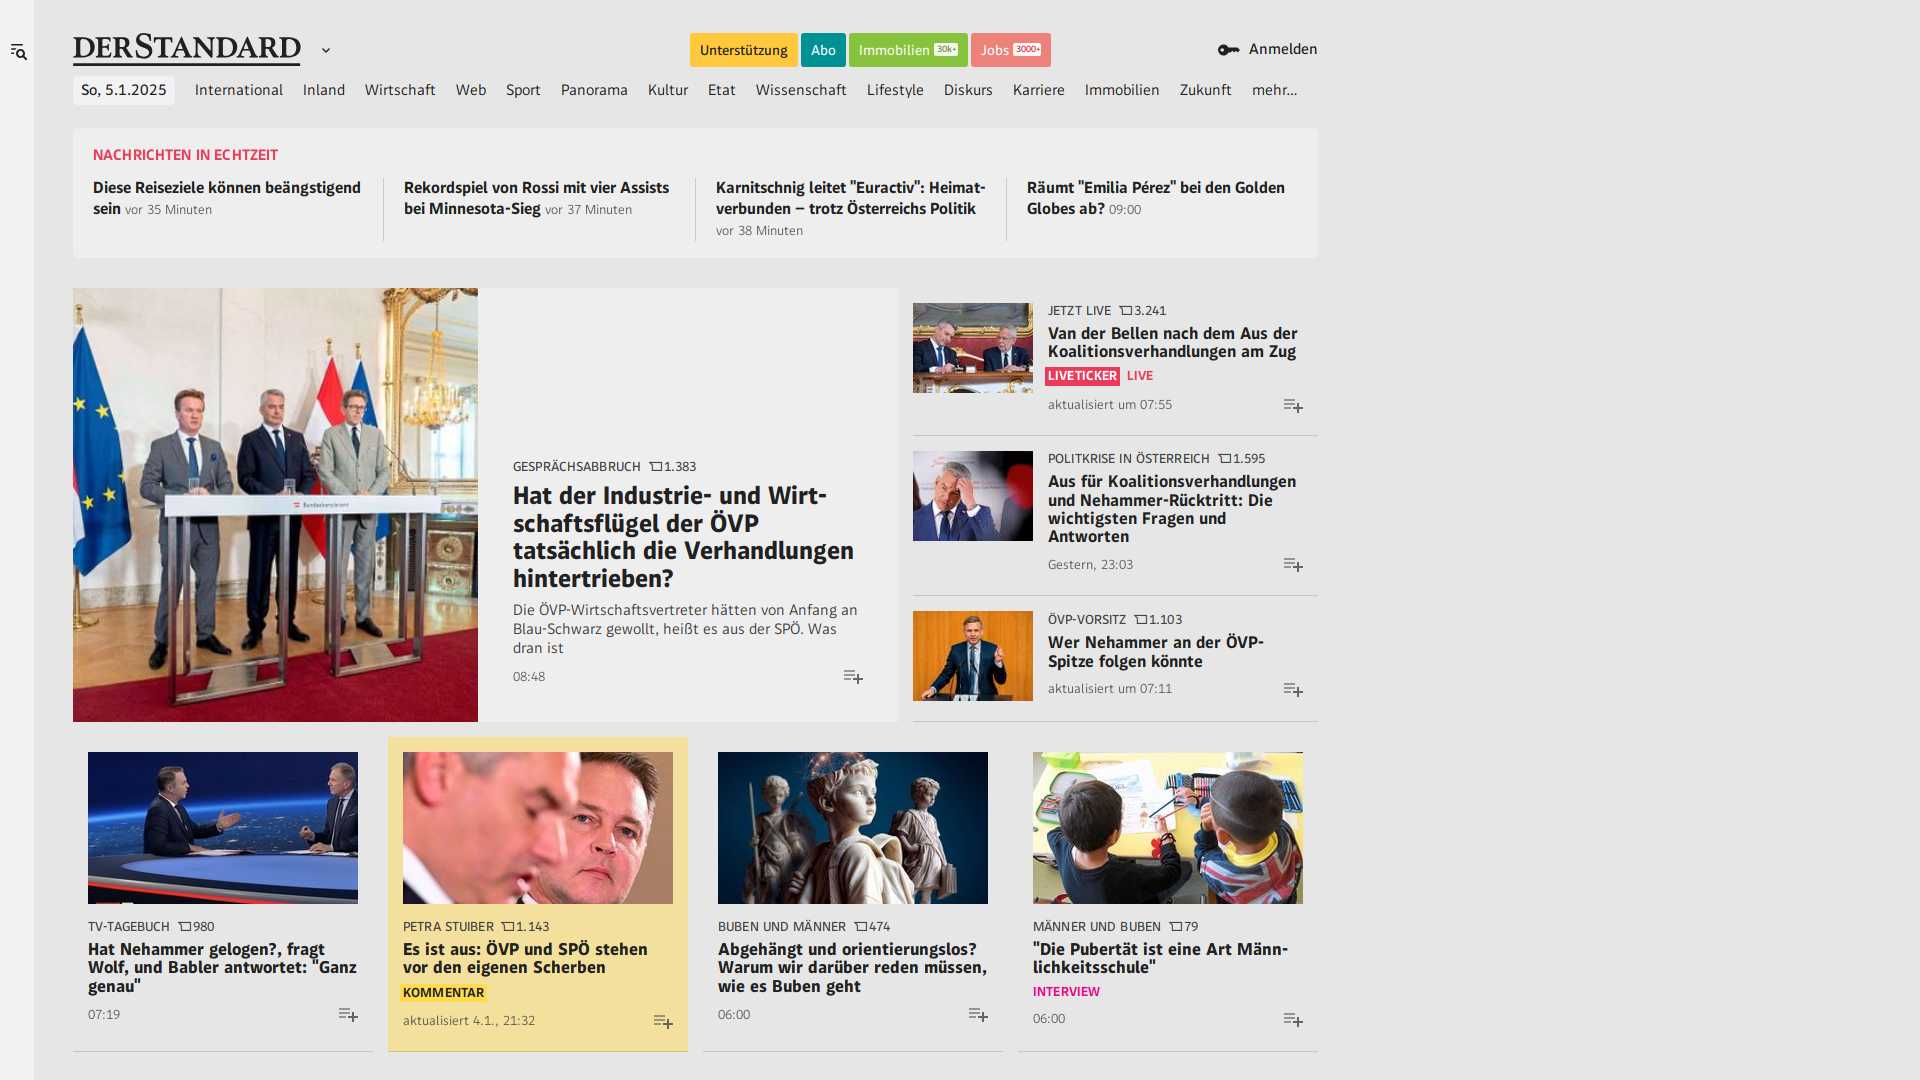 DERSTANDARD
Unterstützung
Abo
Immobilien 30k+
Jobs 3000+
Anmelden
So, 5.1.2025
International
Inland
Wirtschaft
Web
Sport
Panorama
Kultur
Etat
Wissenschaft
Lifestyle
Diskurs
Karriere
Immobilien
Zukunft
mehr...
NACHRICHTEN IN ECHTZEIT
Diese Reiseziele können beängstigend
sein vor 35 Minuten
Rekordspiel von Rossi mit vier Assists
bei Minnesota-Sieg vor 37 Minuten
Karnitschnig leitet "Euractiv": Heimat-
verbunden – trotz Österreichs Politik
vor 38 Minuten
Räumt "Emilia Pérez" bei den Golden
Globes ab? 09:00
GESPRÄCHSABBRUCH 1.383
Hat der Industrie- und Wirt-
schaftsflügel der ÖVP
tatsächlich die Verhandlungen
hintertrieben?
Die ÖVP-Wirtschaftsvertreter hätten von Anfang an
Blau-Schwarz gewollt, heißt es aus der SPÖ. Was
dran ist
08:48
JETZT LIVE 3.241
Van der Bellen nach dem Aus der
Koalitionsverhandlungen am Zug
LIVETICKER LIVE
aktualisiert um 07:55
POLITKRISE IN ÖSTERREICH 1.595
Aus für Koalitionsverhandlungen
und Nehammer-Rücktritt: Die
wichtigsten Fragen und
Antworten
Gestern, 23:03
ÖVP-VORSITZ 1.103
Wer Nehammer an der ÖVP-
Spitze folgen könnte
aktualisiert um 07:11
TV-TAGEBUCH 980
Hat Nehammer gelogen?, fragt
Wolf, und Babler antwortet: "Ganz
genau"
07:19
PETRA STUIBER 1.143
Es ist aus: ÖVP und SPÖ stehen
vor den eigenen Scherben
KOMMENTAR
aktualisiert 4.1., 21:32
BUBEN UND MÄNNER 474
Abgehängt und orientierungslos?
Warum wir darüber reden müssen,
wie es Buben geht
06:00
MÄNNER UND BUBEN 79
"Die Pubertät ist eine Art Männ-
lichkeitsschule"
INTERVIEW
06:00